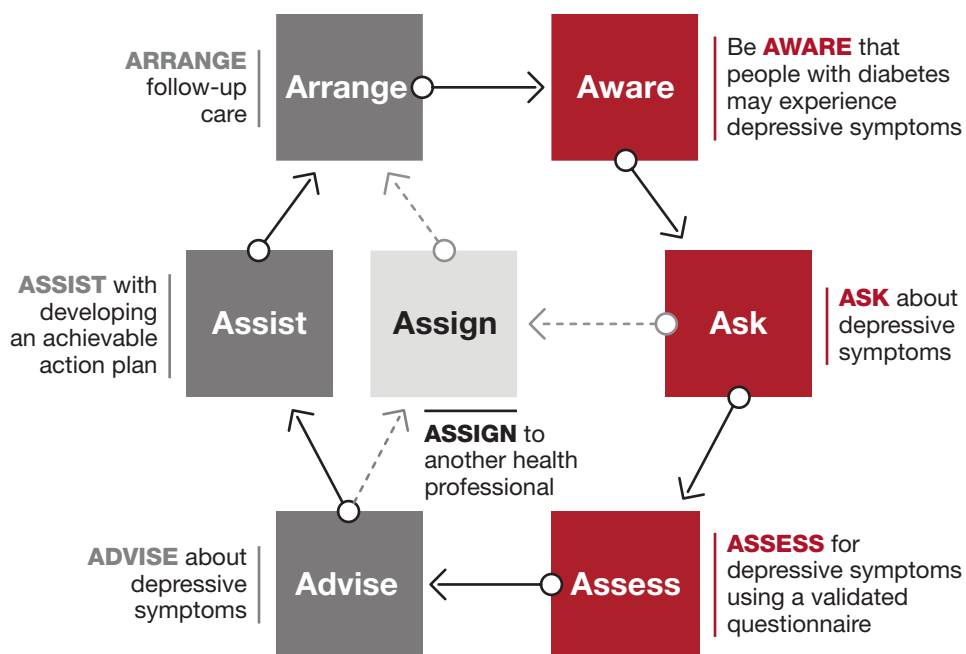 ARRANGE
follow-up
care
Arrange
Aware
Be AWARE that
people with diabetes
may experience
depressive symptoms
ASSIST with
developing
an achievable
action plan
Assist
Assign
Ask
ASK about
depressive
symptoms
ASSIGN to
another health
professional
ADVISE about
depressive
symptoms
Advise
Assess
ASSESS for
depressive symptoms
using a validated
questionnaire